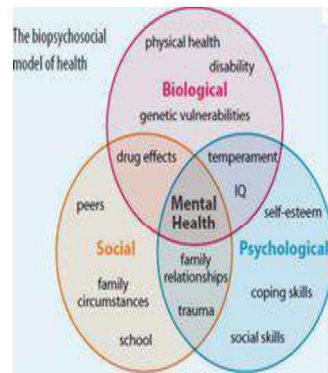 The biopsychosocial
model of health
physical health
disability
Biological
genetic vulnerabilities
drug effects
temperament
IQ
peers
Mental
Health
self-esteem
Social
family
relationships
Psychological
family
circumstances
trauma
coping skills
school
social skills